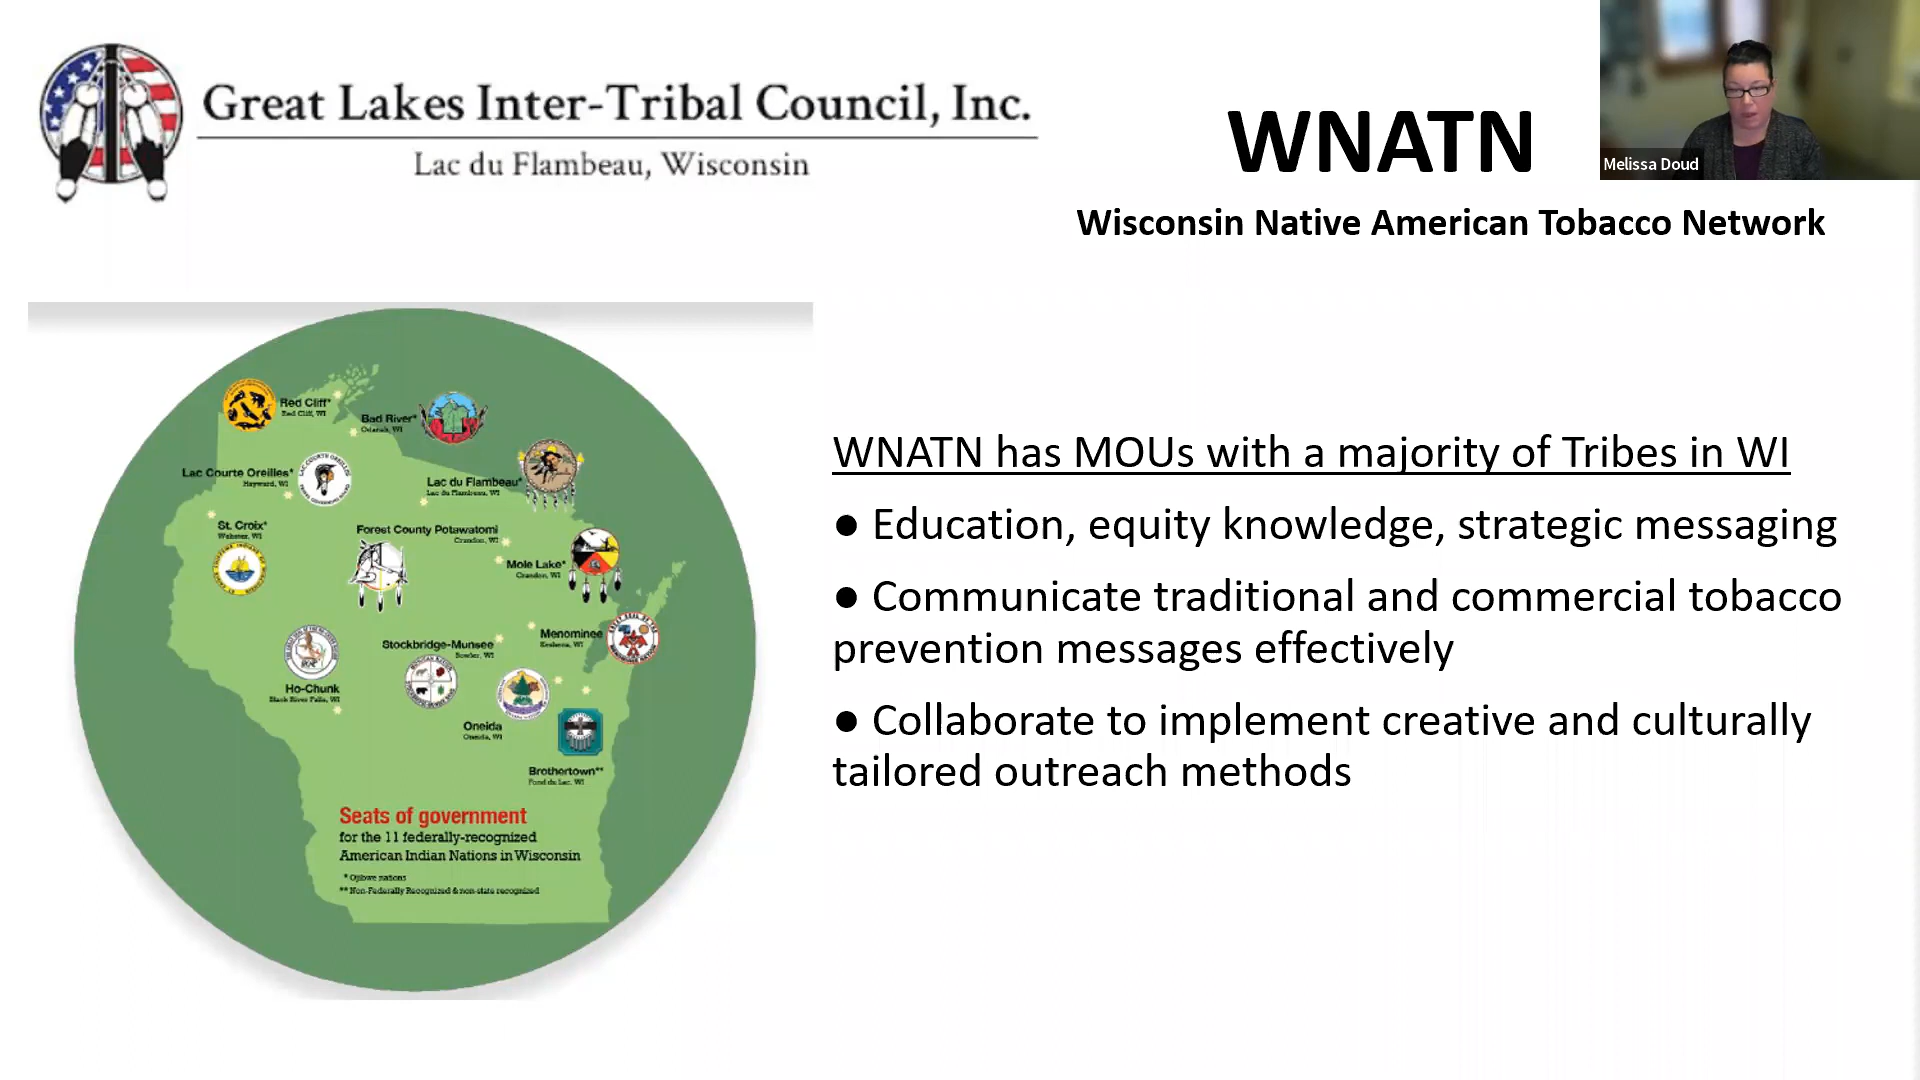 Great Lakes Inter-Tribal Council, Inc.
Lac du Flambeau, Wisconsin
WNATN
Wisconsin Native American Tobacco Network
Melissa Doud
Red Cliff*
Red Cliff, WI
Bad River*
Odanah, WI
Lac Courte Oreilles*
Hayward, WI
Lac du Flambeau*
Lac du Flambeau, WI
St. Croix*
Webster, WI
Forest County Potawatomi
Crandon, WI
Mole Lake*
Crandon, WI
Menominee
Keshena, WI
Stockbridge-Munsee
Bowler, WI
Ho-Chunk
Black River Falls, WI
Oneida
Oneida, WI
Brothertown**
Fond du Lac, WI
Seats of government
for the 11 federally-recognized
American Indian Nations in Wisconsin
* Ojibwe nations
** Non-Federally Recognized & non-state recognized
WNATN has MOUs with a majority of Tribes in WI
● Education, equity knowledge, strategic messaging
● Communicate traditional and commercial tobacco
prevention messages effectively
● Collaborate to implement creative and culturally
tailored outreach methods